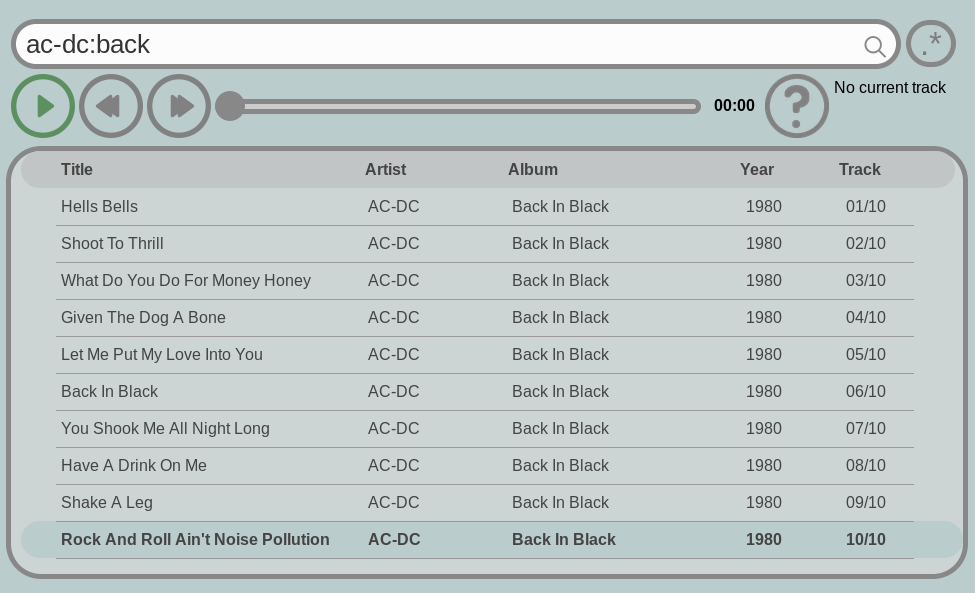 ac-dc:back .*
00:00 ? No current track
Title Artist Album Year Track
Hells Bells AC-DC Back In Black 1980 01/10
Shoot To Thrill AC-DC Back In Black 1980 02/10
What Do You Do For Money Honey AC-DC Back In Black 1980 03/10
Given The Dog A Bone AC-DC Back In Black 1980 04/10
Let Me Put My Love Into You AC-DC Back In Black 1980 05/10
Back In Black AC-DC Back In Black 1980 06/10
You Shook Me All Night Long AC-DC Back In Black 1980 07/10
Have A Drink On Me AC-DC Back In Black 1980 08/10
Shake A Leg AC-DC Back In Black 1980 09/10
Rock And Roll Ain't Noise Pollution AC-DC Back In Black 1980 10/10